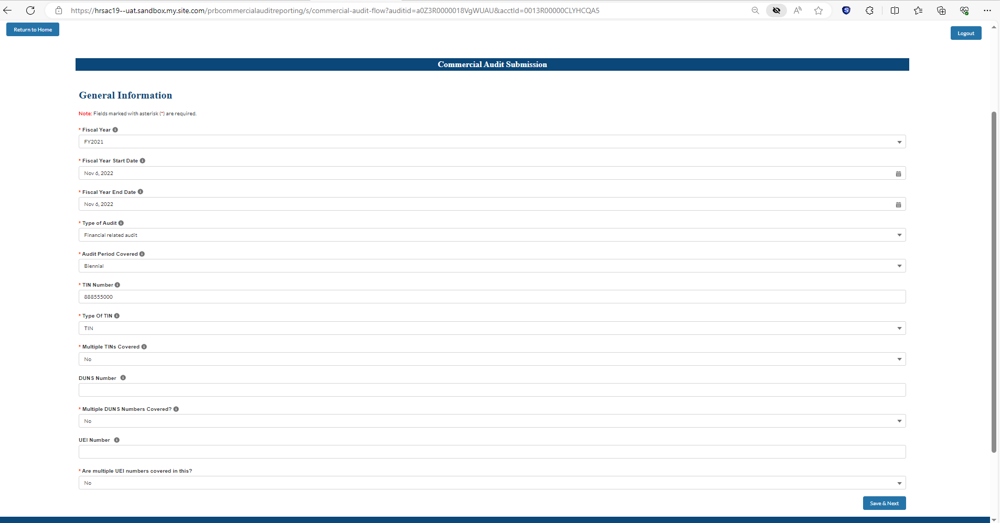 https://hrsac19--uat.sandbox.my.site.com/prbcommercialauditreporting/s/commercial-audit-flow?auditid=a0Z3R0000018VgWUAU&acctId=0013R00000CLYHCQA5
Return to Home
Logout
Commercial Audit Submission
General Information
Note: Fields marked with asterisk (*) are required.
* Fiscal Year
FY2021
* Fiscal Year Start Date
Nov 6, 2022
* Fiscal Year End Date
Nov 6, 2022
* Type of Audit
Financial related audit
* Audit Period Covered
Biennial
* TIN Number
888555000
* Type Of TIN
TIN
* Multiple TINs Covered
No
DUNS Number
* Multiple DUNS Numbers Covered?
No
UEI Number
* Are multiple UEI numbers covered in this?
No
Save & Next